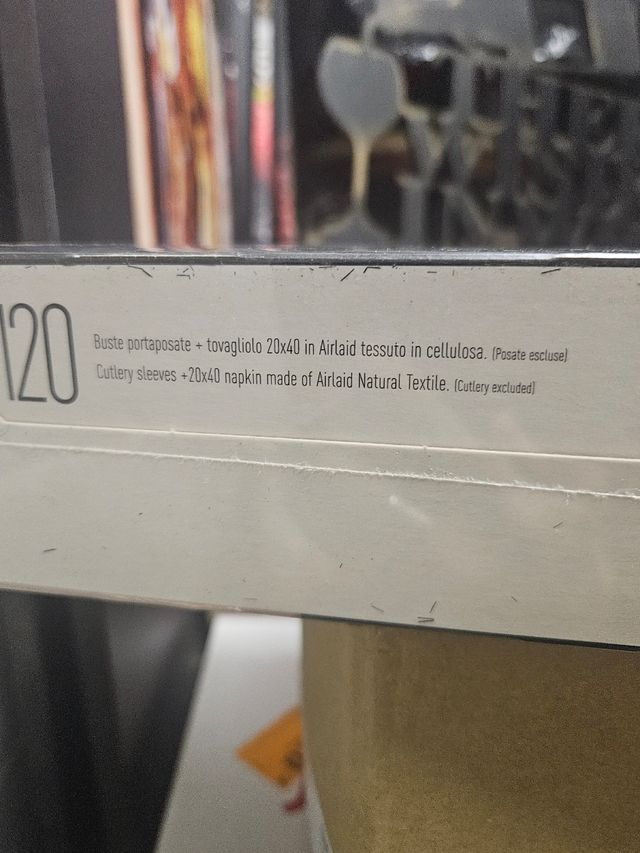 120
Buste portaposate + tovagliolo 20x40 in Airlaid tessuto in cellulosa. (Posate escluse)
Cutlery sleeves +20x40 napkin made of Airlaid Natural Textile. (Cutlery excluded)